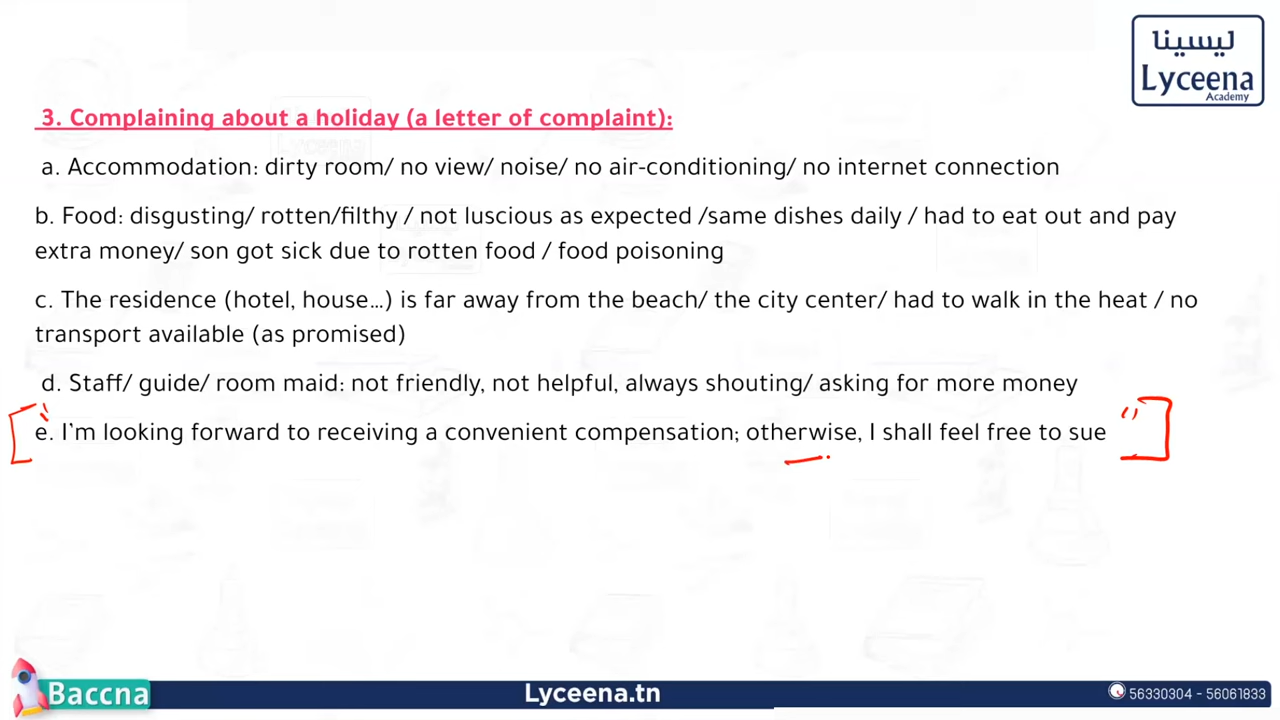 ليسينا
Lyceena
Academy
3. Complaining about a holiday (a letter of complaint):
a. Accommodation: dirty room/ no view/ noise/ no air-conditioning/ no internet connection
b. Food: disgusting/ rotten/filthy / not luscious as expected /same dishes daily / had to eat out and pay
extra money/ son got sick due to rotten food / food poisoning
c. The residence (hotel, house…) is far away from the beach/ the city center/ had to walk in the heat / no
transport available (as promised)
d. Staff/ guide/ room maid: not friendly, not helpful, always shouting/ asking for more money
e. I'm looking forward to receiving a convenient compensation; otherwise, I shall feel free to sue
Baccna
Lyceena.tn
56330304 - 56061833